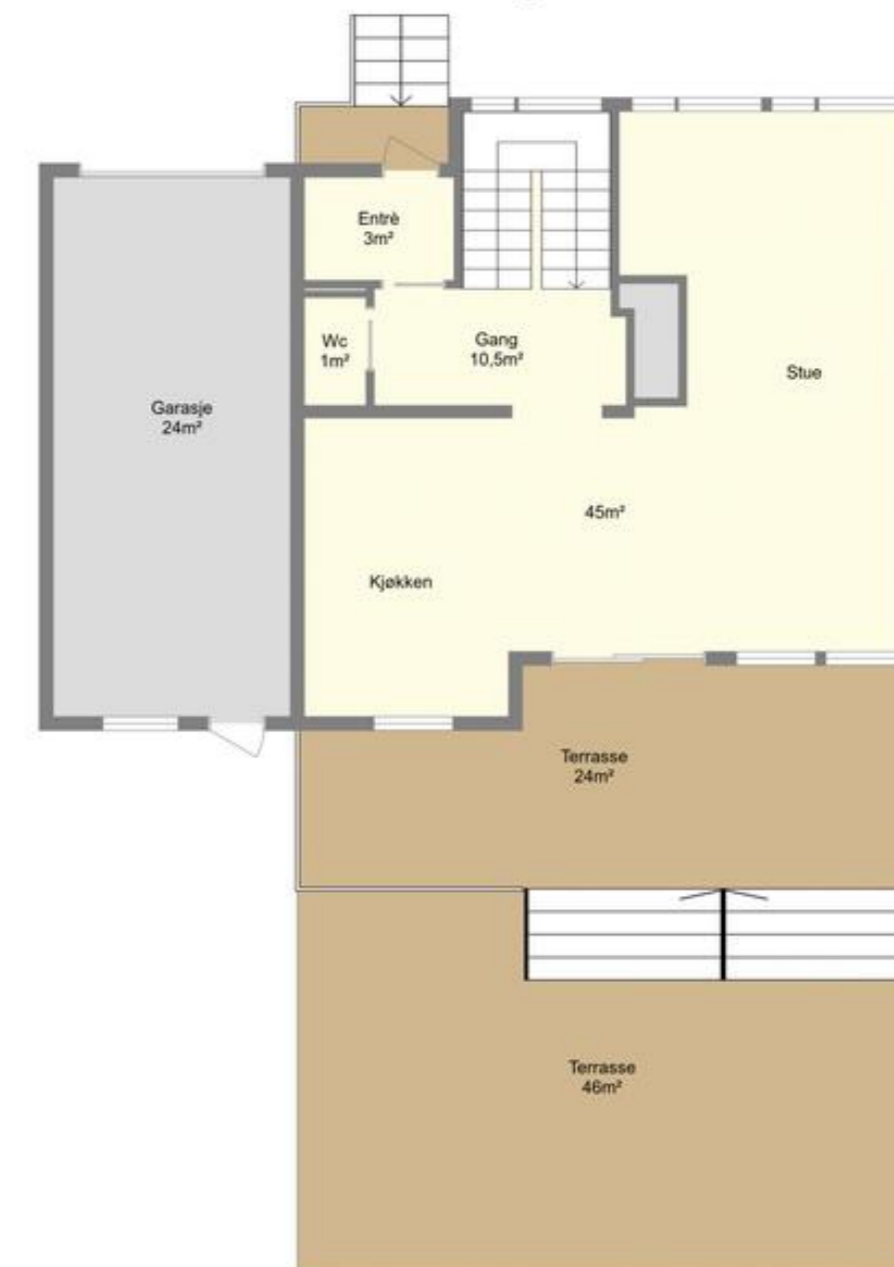 Entrè
3m²
Wc
1m²
Gang
10,5m²
Stue
Garasje
24m²
45m²
Kjøkken
Terrasse
24m²
Terrasse
46m²